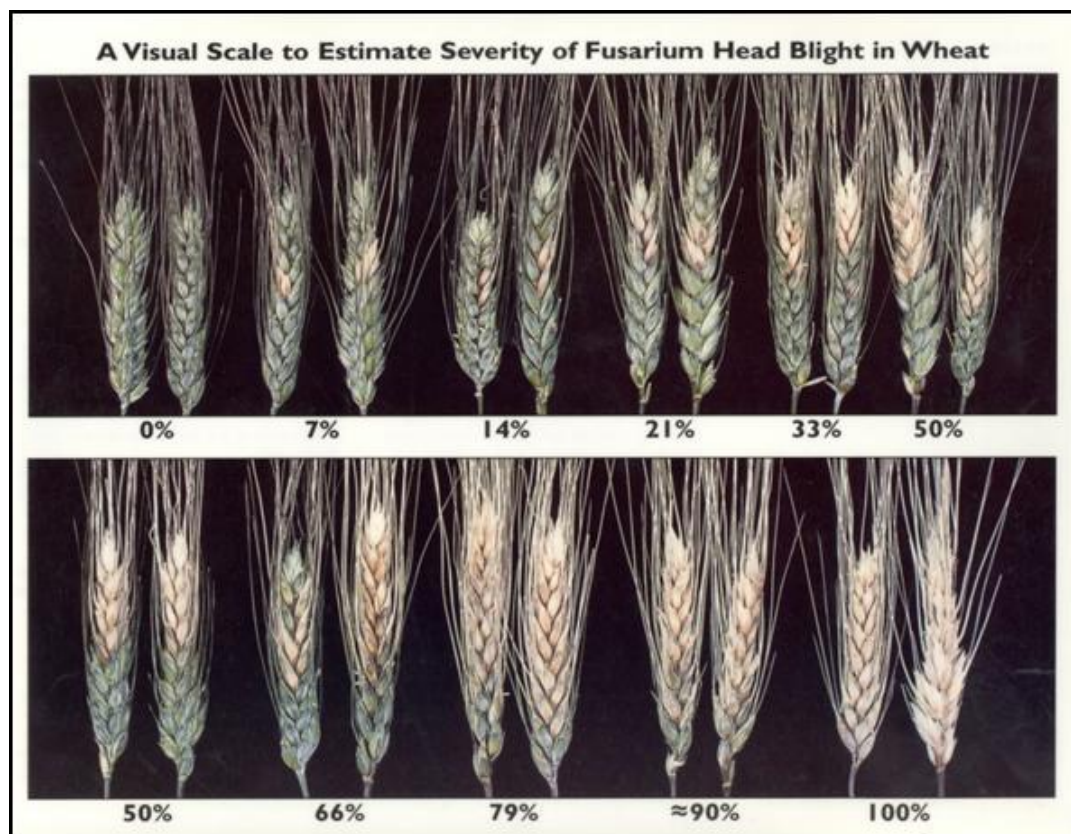 A Visual Scale to Estimate Severity of Fusarium Head Blight in Wheat
0% 7% 14% 21% 33% 50%
50% 66% 79% ≈90% 100%